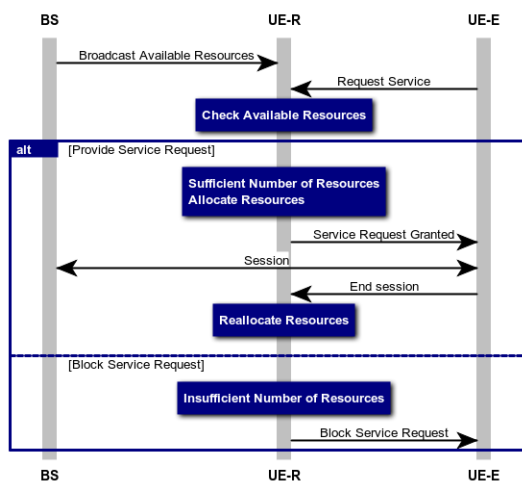 BS UE-R UE-E
Broadcast Available Resources
Request Service
Check Available Resources
alt [Provide Service Request]
Sufficient Number of Resources
Allocate Resources
Service Request Granted
Session
End session
Reallocate Resources
[Block Service Request]
Insufficient Number of Resources
Block Service Request
BS UE-R UE-E